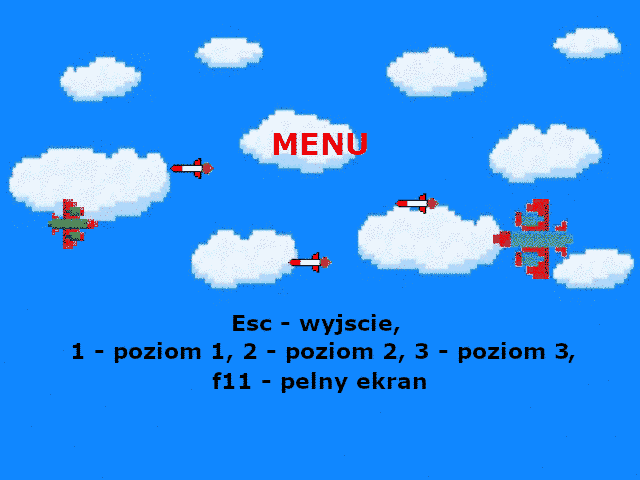 MENU
Esc - wyjscie,
1 - poziom 1, 2 - poziom 2, 3 - poziom 3,
f11 - pelny ekran